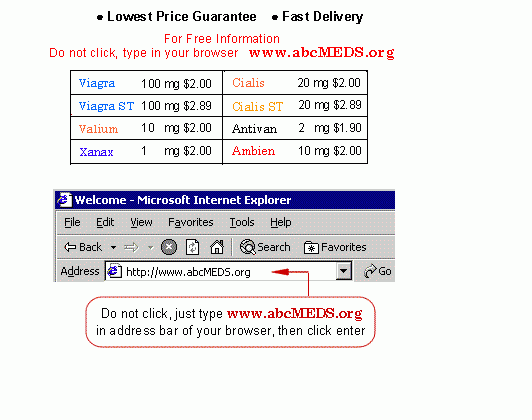 • Lowest Price Guarantee • Fast Delivery
For Free Information
Do not click, type in your browser www.abcMEDS.org
Viagra 100 mg $2.00 Cialis 20 mg $2.00
Viagra ST 100 mg $2.89 Cialis ST 20 mg $2.89
Valium 10 mg $2.00 Antivan 2 mg $1.90
Xanax 1 mg $2.00 Ambien 10 mg $2.00
Welcome - Microsoft Internet Explorer
File Edit View Favorites Tools Help
Back Search Favorites
Address http://www.abcMEDS.org Go
Do not click, just type www.abcMEDS.org
in address bar of your browser, then click enter